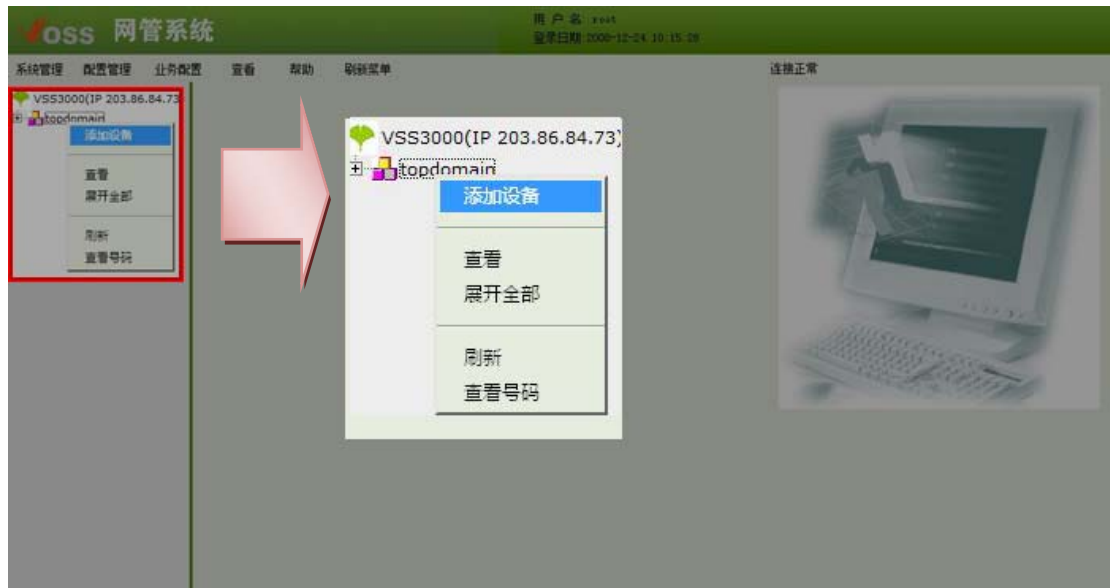 Voss 网管系统
用 户 名: root
登录日期:2008-12-24 10:15:28
系统管理 配置管理 业务配置 查看 帮助 刷新菜单
连接正常
VSS3000(IP 203.86.84.73)
topdomain
添加设备
查看
展开全部
刷新
查看号码
VSS3000(IP 203.86.84.73)
topdomain
添加设备
查看
展开全部
刷新
查看号码